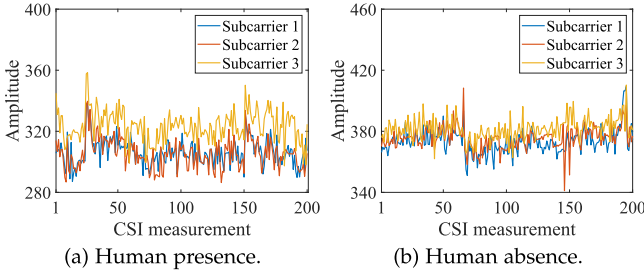 400
360
320
280
Amplitude
Subcarrier 1
Subcarrier 2
Subcarrier 3
1 50 100 150 200
CSI measurement
(a) Human presence.
460
420
380
340
Amplitude
Subcarrier 1
Subcarrier 2
Subcarrier 3
1 50 100 150 200
CSI measurement
(b) Human absence.